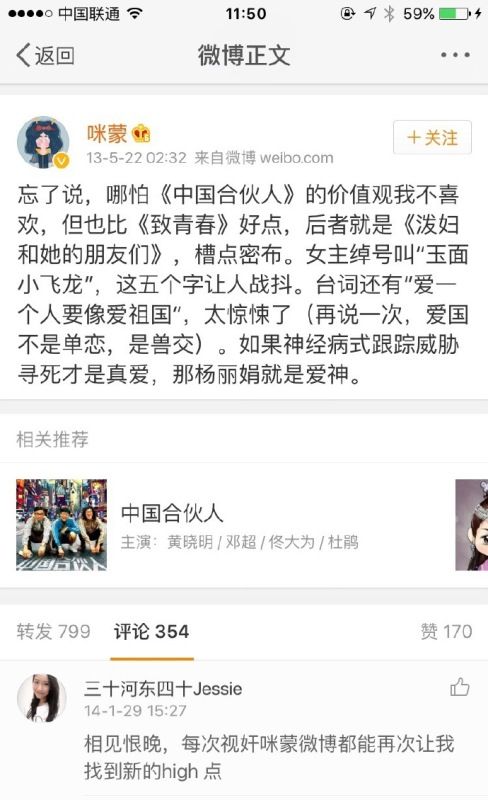 中国联通 11:50 59%
返回 微博正文
咪蒙 +关注
13-5-22 02:32 来自微博 weibo.com
忘了说，哪怕《中国合伙人》的价值观我不喜
欢，但也比《致青春》好点，后者就是《泼妇
和她的朋友们》，槽点密布。女主绰号叫“玉面
小飞龙”，这五个字让人战抖。台词还有”爱一
个人要像爱祖国“，太惊悚了（再说一次，爱国
不是单恋，是兽交）。如果神经病式跟踪威胁
寻死才是真爱，那杨丽娟就是爱神。
相关推荐
中国合伙人
主演：黄晓明 / 邓超 / 佟大为 / 杜鹃
转发 799 评论 354 赞 170
三十河东四十Jessie
14-1-29 15:27
相见恨晚，每次视奸咪蒙微博都能再次让我
找到新的high 点